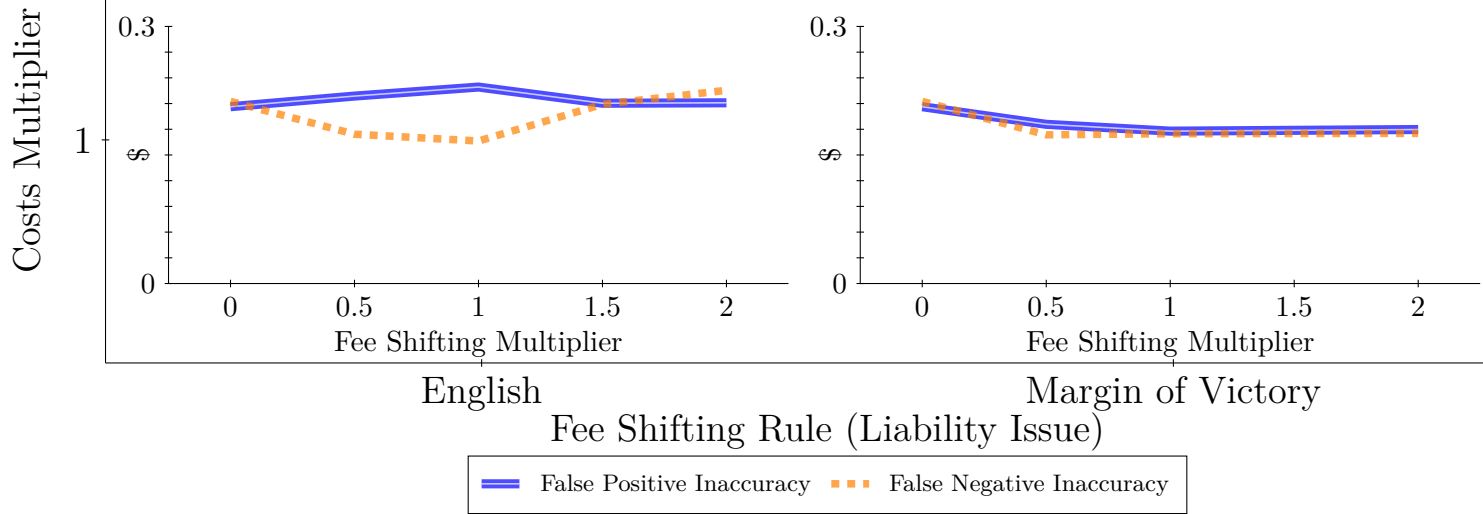 Costs Multiplier
1
0.3
$
0
0 0.5 1 1.5 2
Fee Shifting Multiplier
0.3
$
0
0 0.5 1 1.5 2
Fee Shifting Multiplier
English
Margin of Victory
Fee Shifting Rule (Liability Issue)
False Positive Inaccuracy
False Negative Inaccuracy